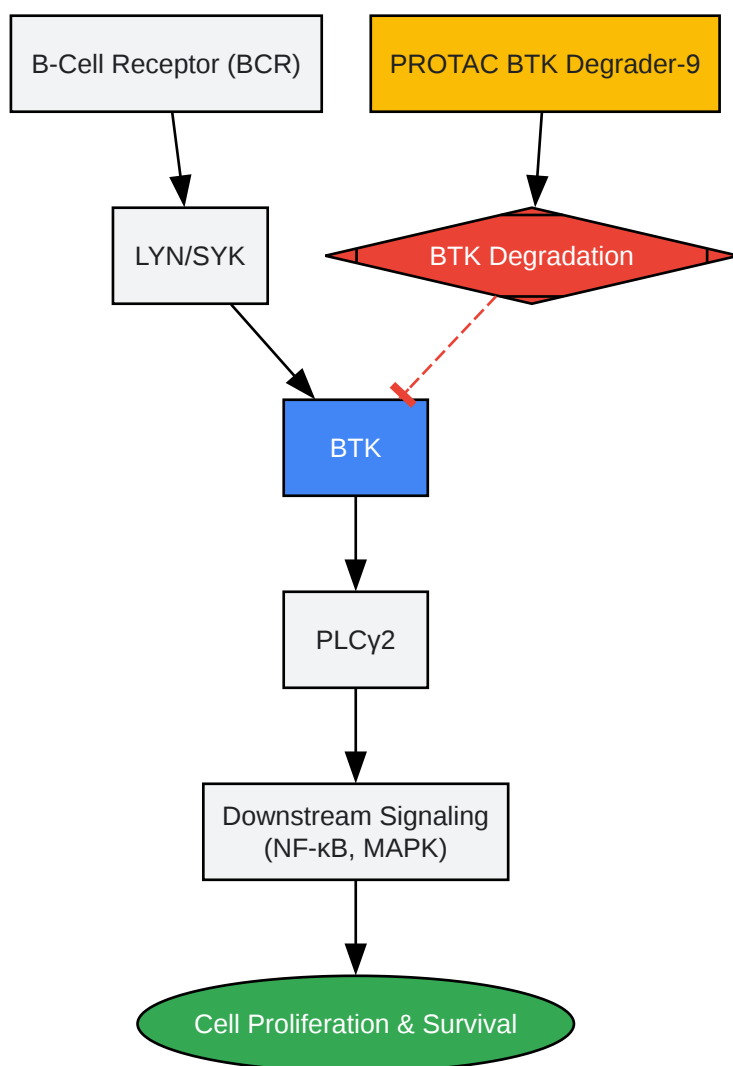 B-Cell Receptor (BCR)
PROTAC BTK Degrader-9
LYN/SYK
BTK Degradation
BTK
PLCγ2
Downstream Signaling
(NF-κB, MAPK)
Cell Proliferation & Survival